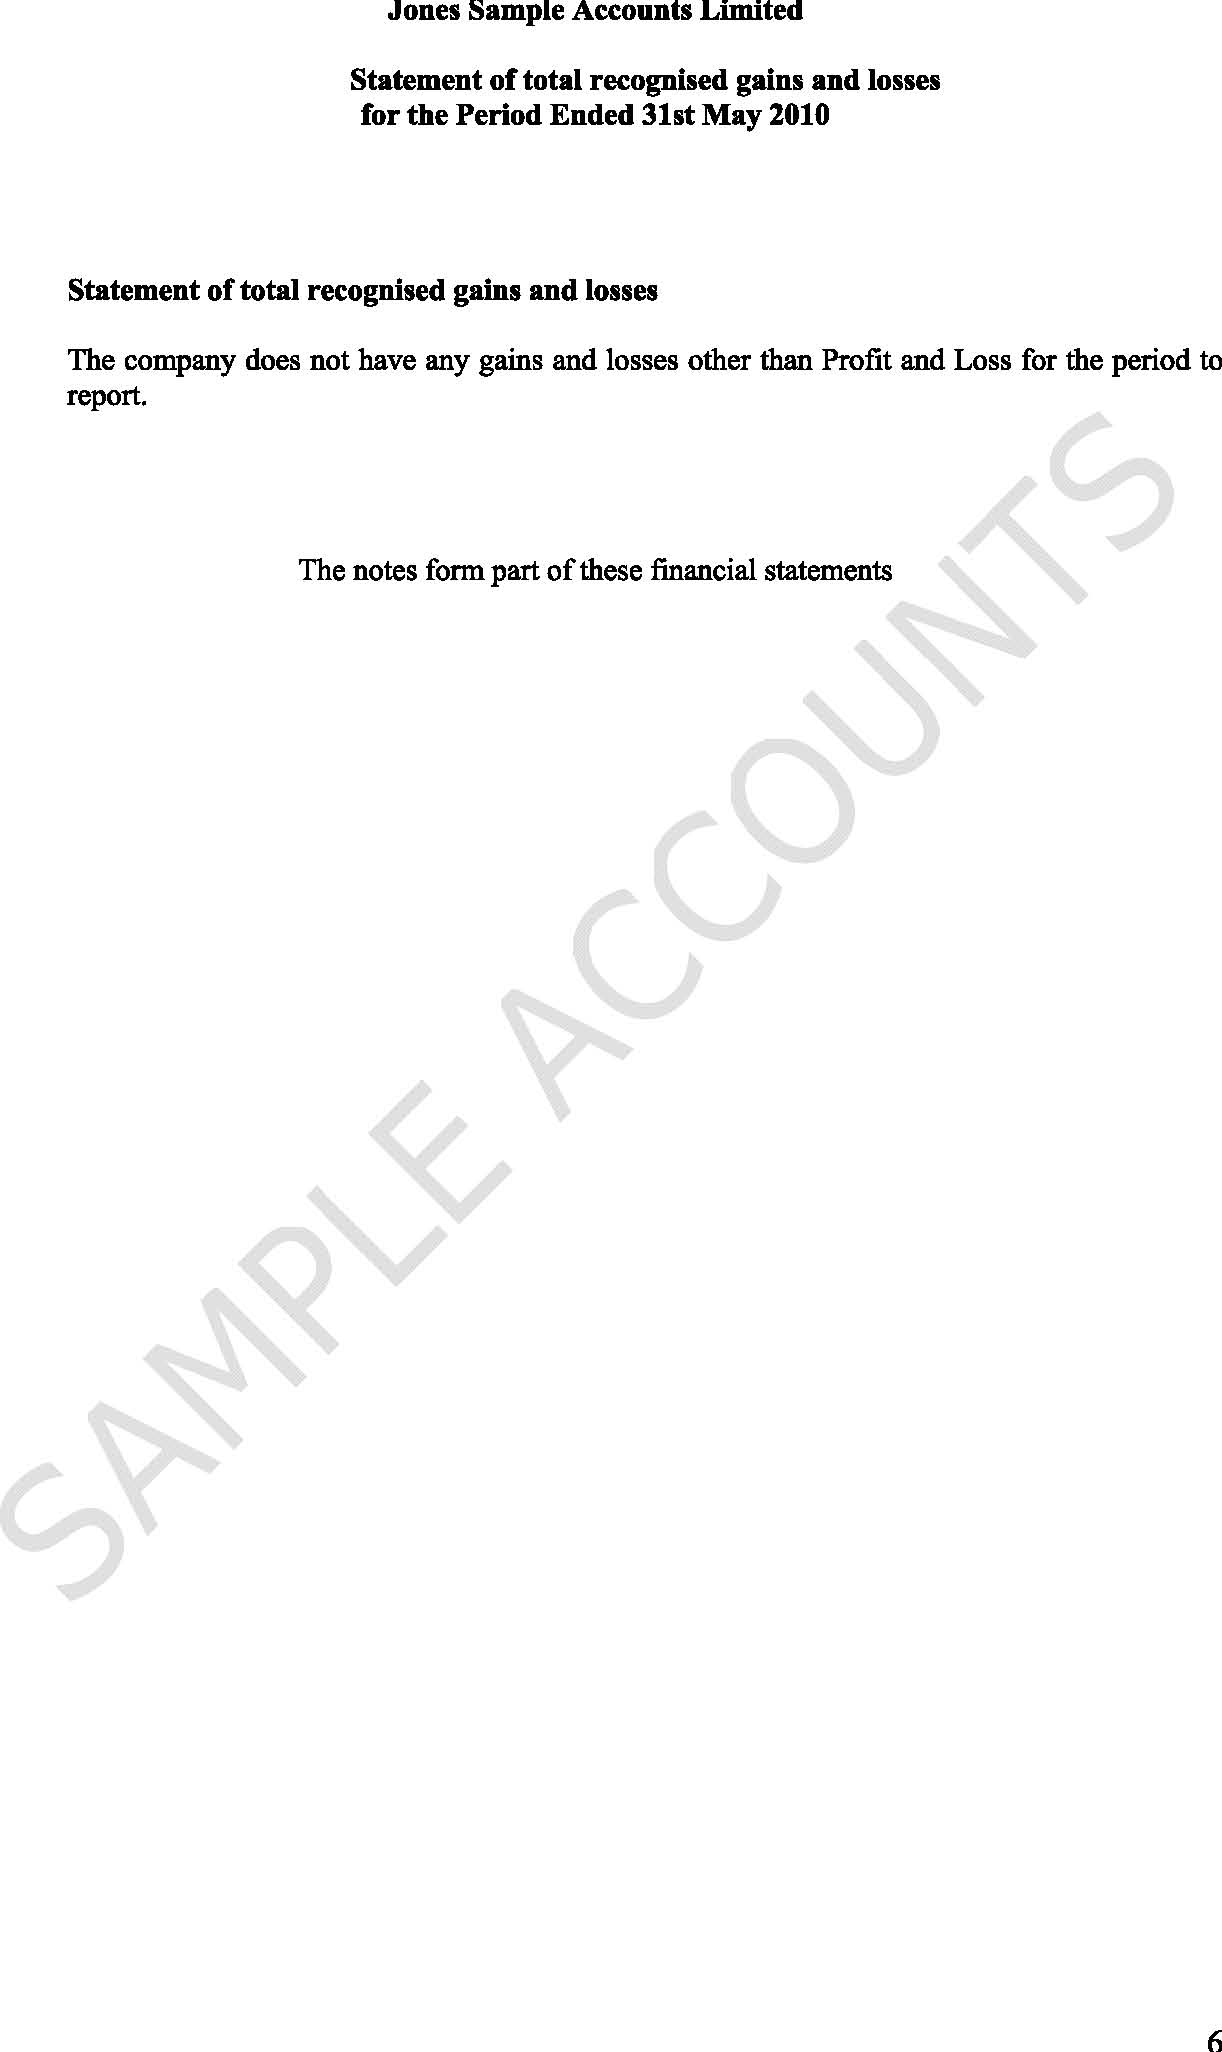 Jones Sample Accounts Limited
Statement of total recognised gains and losses
for the Period Ended 31st May 2010
Statement of total recognised gains and losses
The company does not have any gains and losses other than Profit and Loss for the period to
report.
The notes form part of these financial statements
SAMPLE ACCOUNTS
6